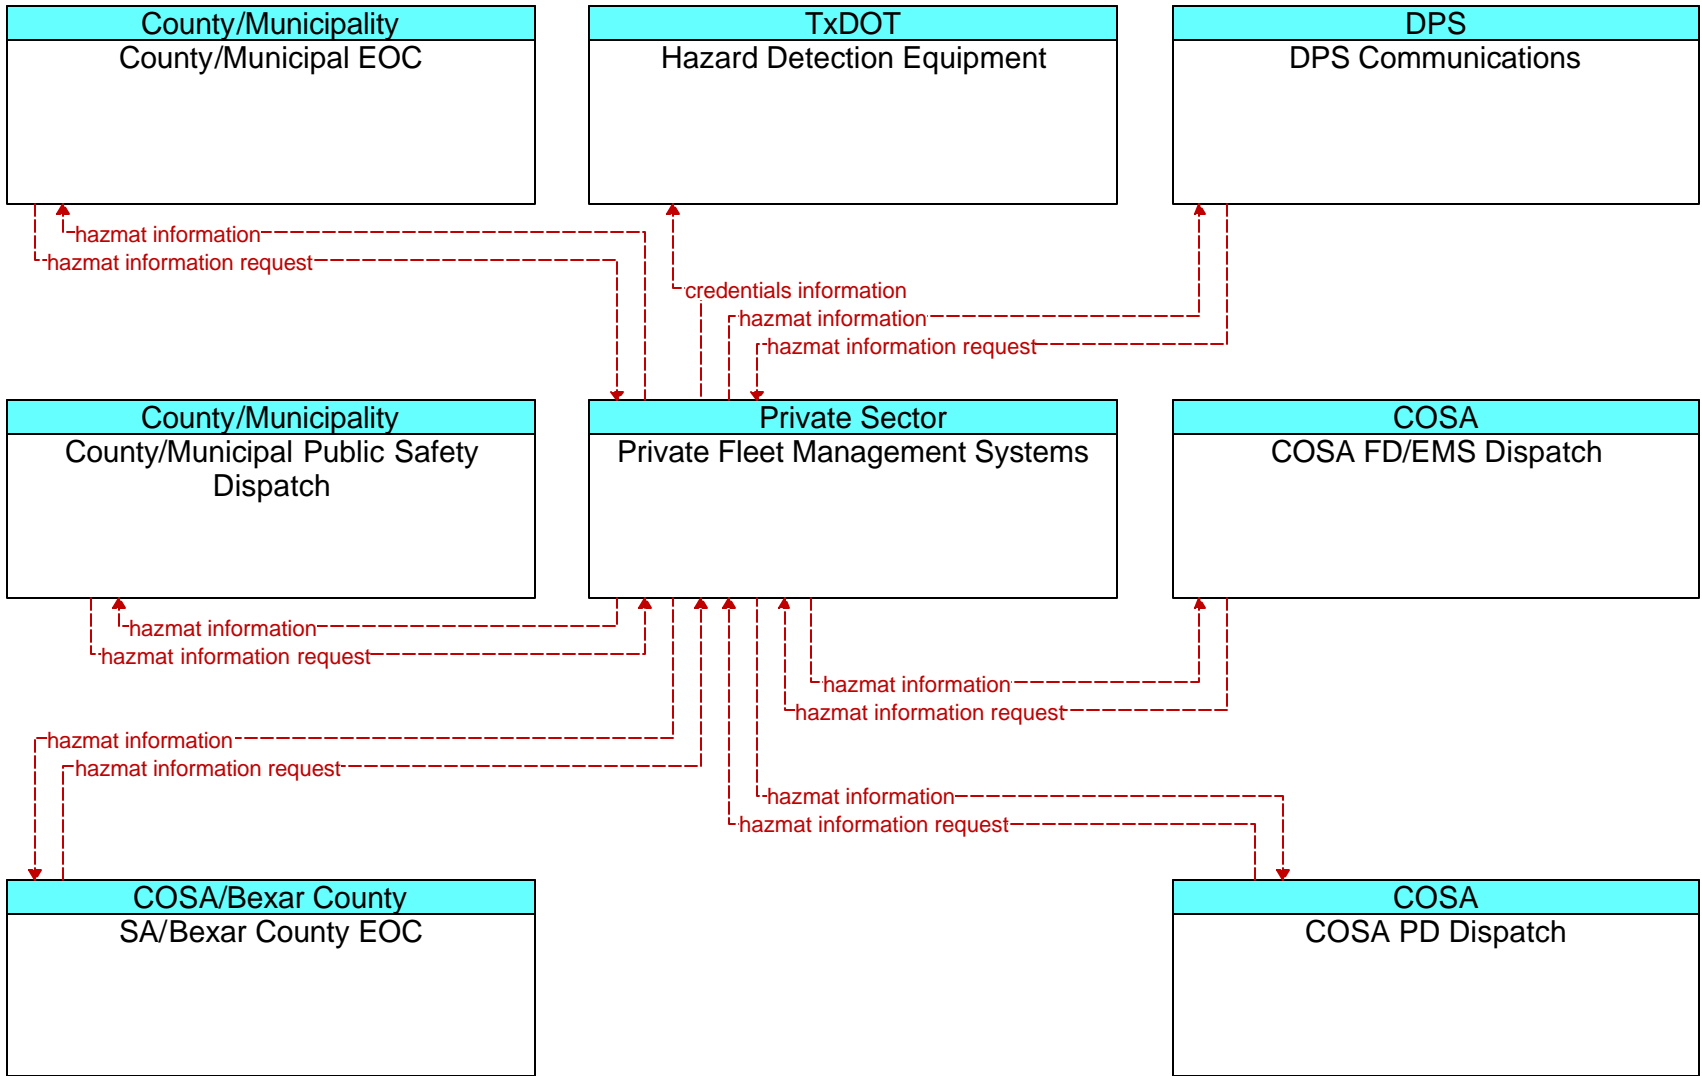 County/Municipality
County/Municipal EOC
TxDOT
Hazard Detection Equipment
DPS
DPS Communications
hazmat information
hazmat information request
credentials information
hazmat information
hazmat information request
County/Municipality
County/Municipal Public Safety
Dispatch
Private Sector
Private Fleet Management Systems
COSA
COSA FD/EMS Dispatch
hazmat information
hazmat information request
hazmat information
hazmat information request
hazmat information
hazmat information request
hazmat information
hazmat information request
COSA/Bexar County
SA/Bexar County EOC
COSA
COSA PD Dispatch